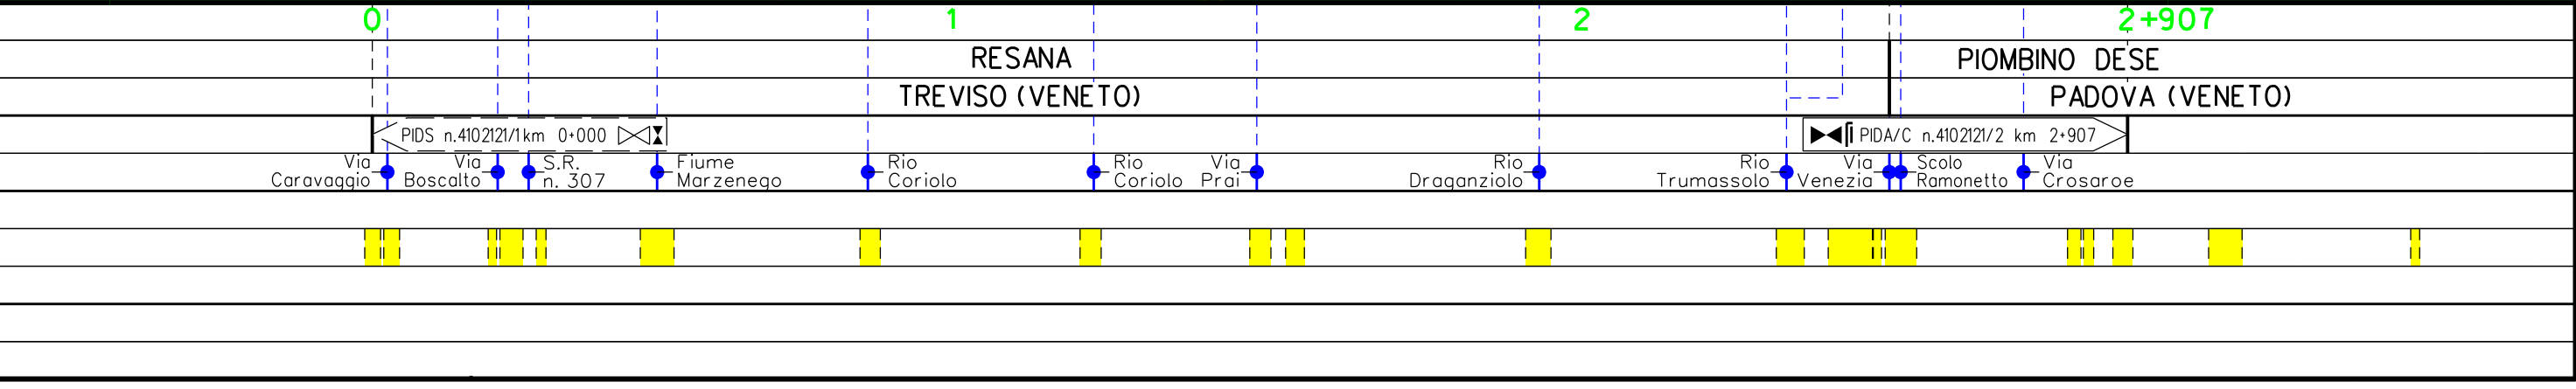 0 1 2 2+907
RESANA PIOMBINO DESE
TREVISO (VENETO) PADOVA (VENETO)
PIDS n.4102121/1 km 0+000 PIDA/C n.4102121/2 km 2+907
Via Caravaggio
Via Boscalto
S.R. n. 307
Fiume Marzenego
Rio Coriolo
Rio Coriolo
Via Prai
Rio Draganziolo
Rio Trumassolo
Via Venezia
Scolo Ramonetto
Via Crosaroe